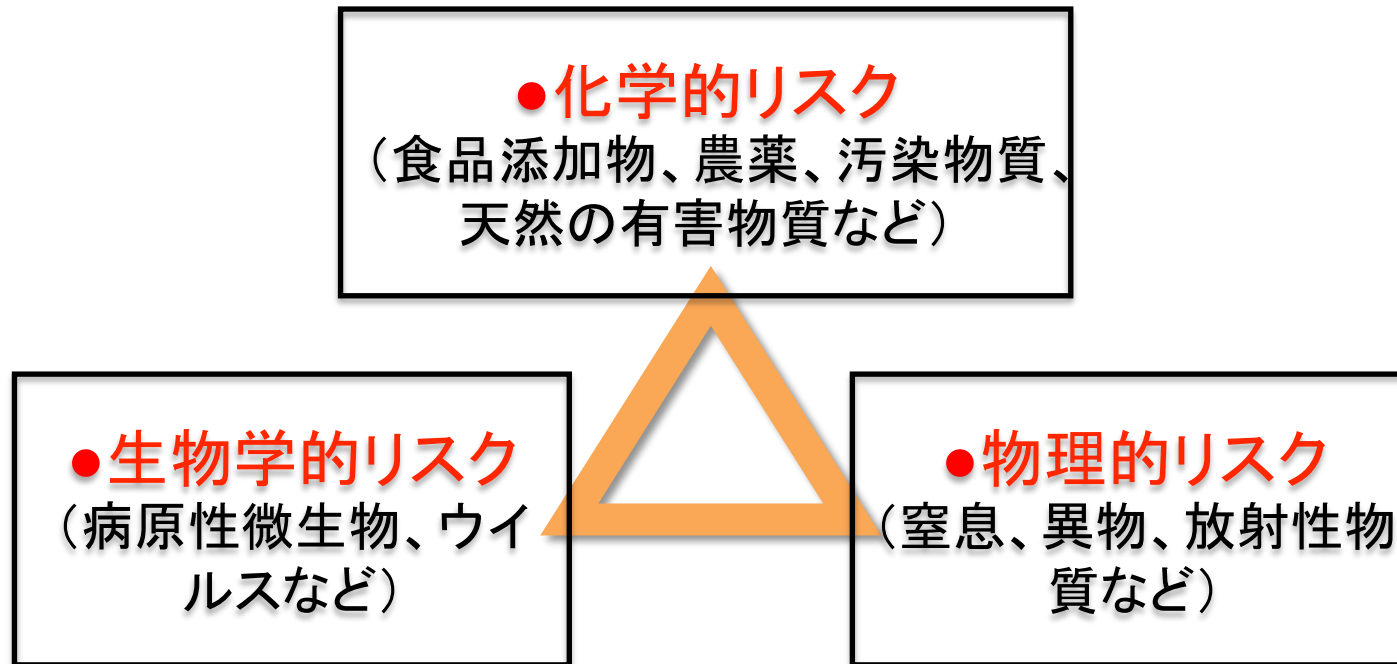 ●化学的リスク
（食品添加物、農薬、汚染物質、
天然の有害物質など）
●生物学的リスク
（病原性微生物、ウイ
ルスなど）
●物理的リスク
（窒息、異物、放射性物
質など）